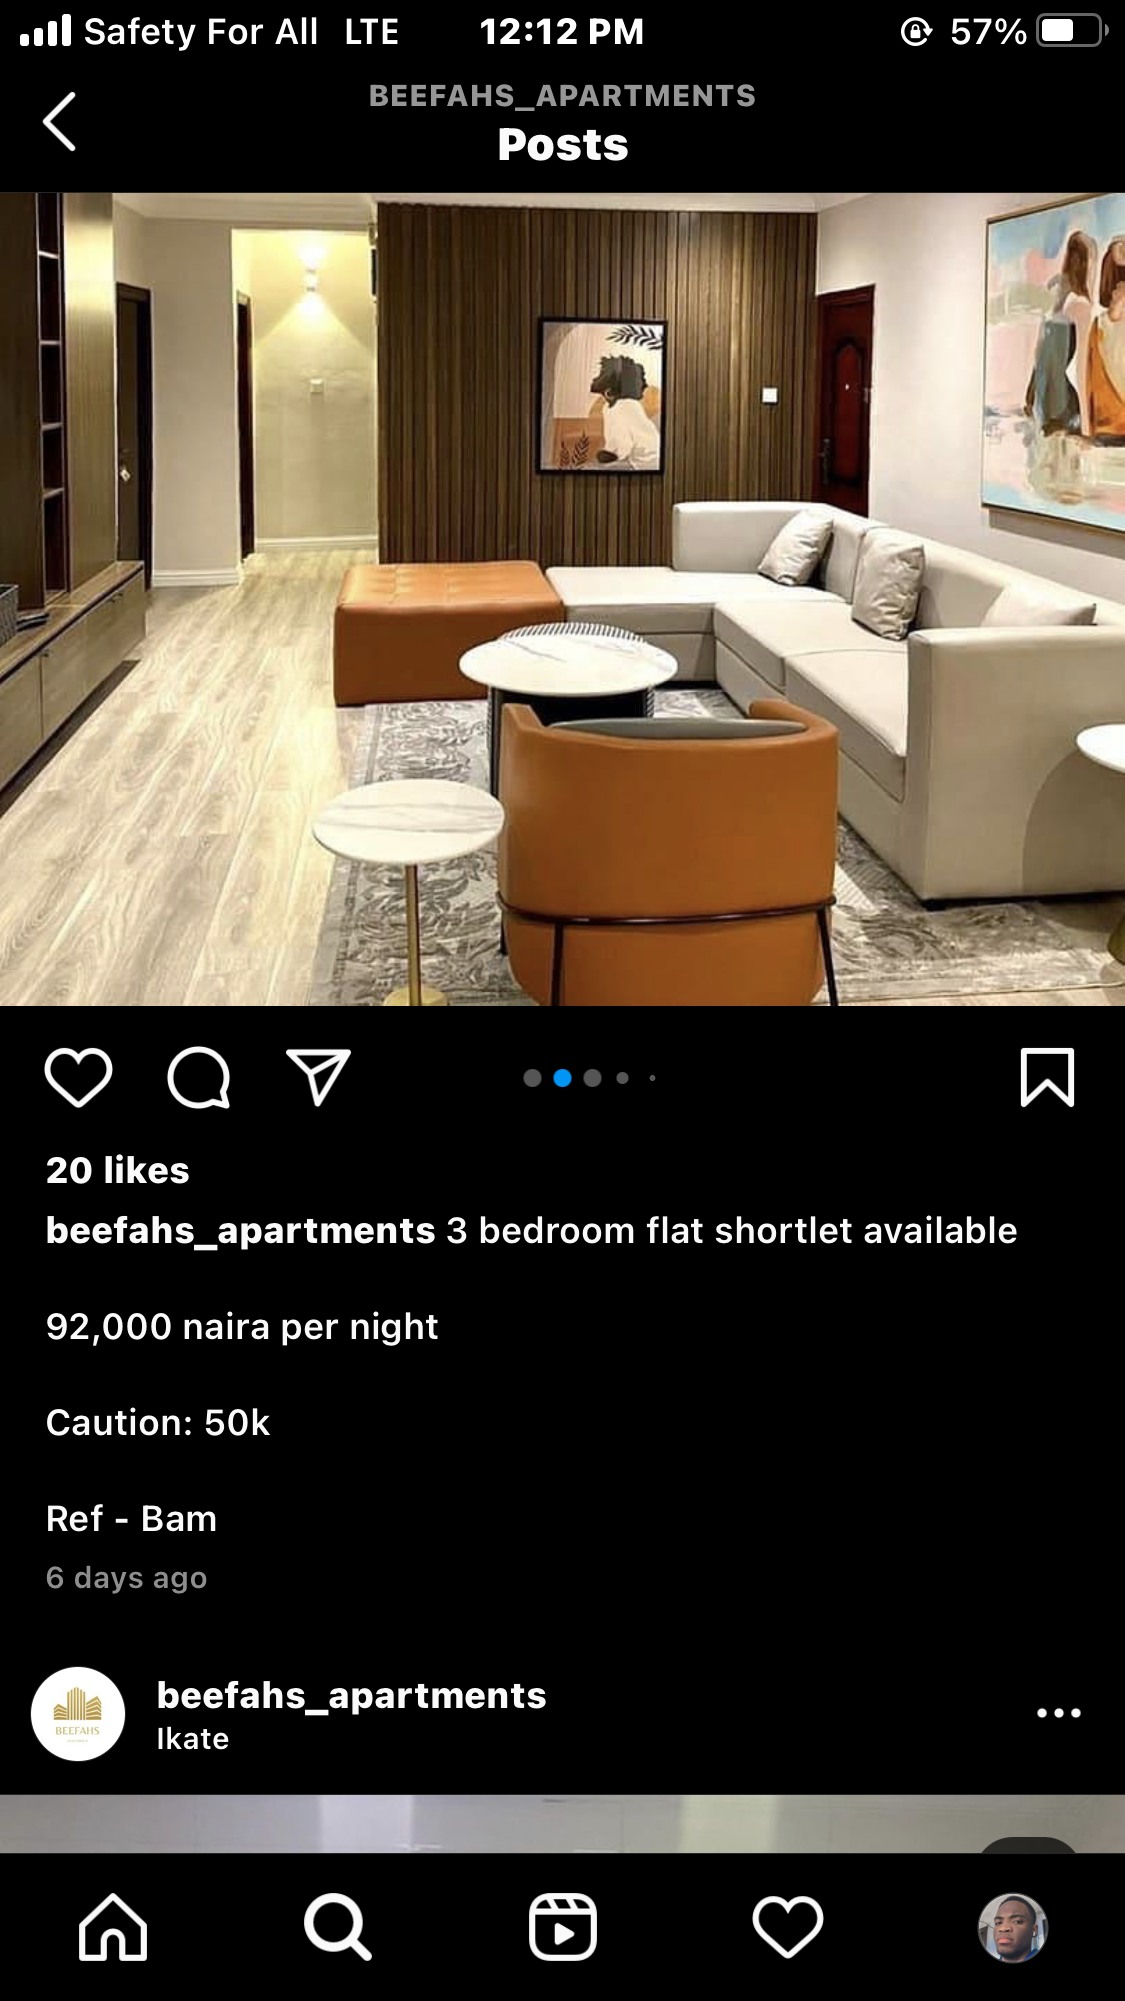 Safety For All LTE 12:12 PM 57%
BEEFAHS_APARTMENTS
Posts
20 likes
beefahs_apartments 3 bedroom flat shortlet available
92,000 naira per night
Caution: 50k
Ref - Bam
6 days ago
BEEFAHS
beefahs_apartments
Ikate